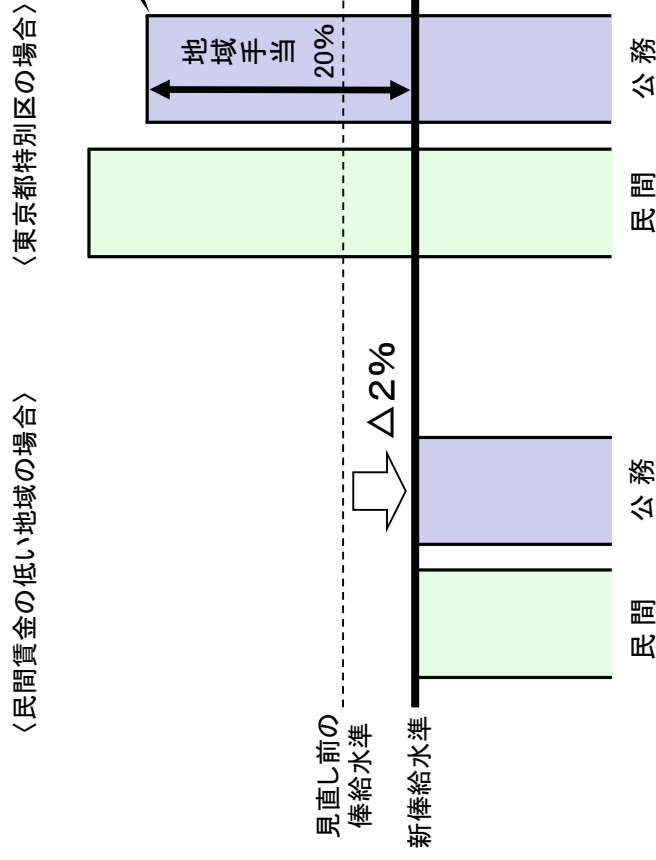 〈民間賃金の低い地域の場合〉
〈東京都特別区の場合〉
見直し前の
俸給水準
新俸給水準
△2%
地域手当
20%
民間
公務
民間
公務